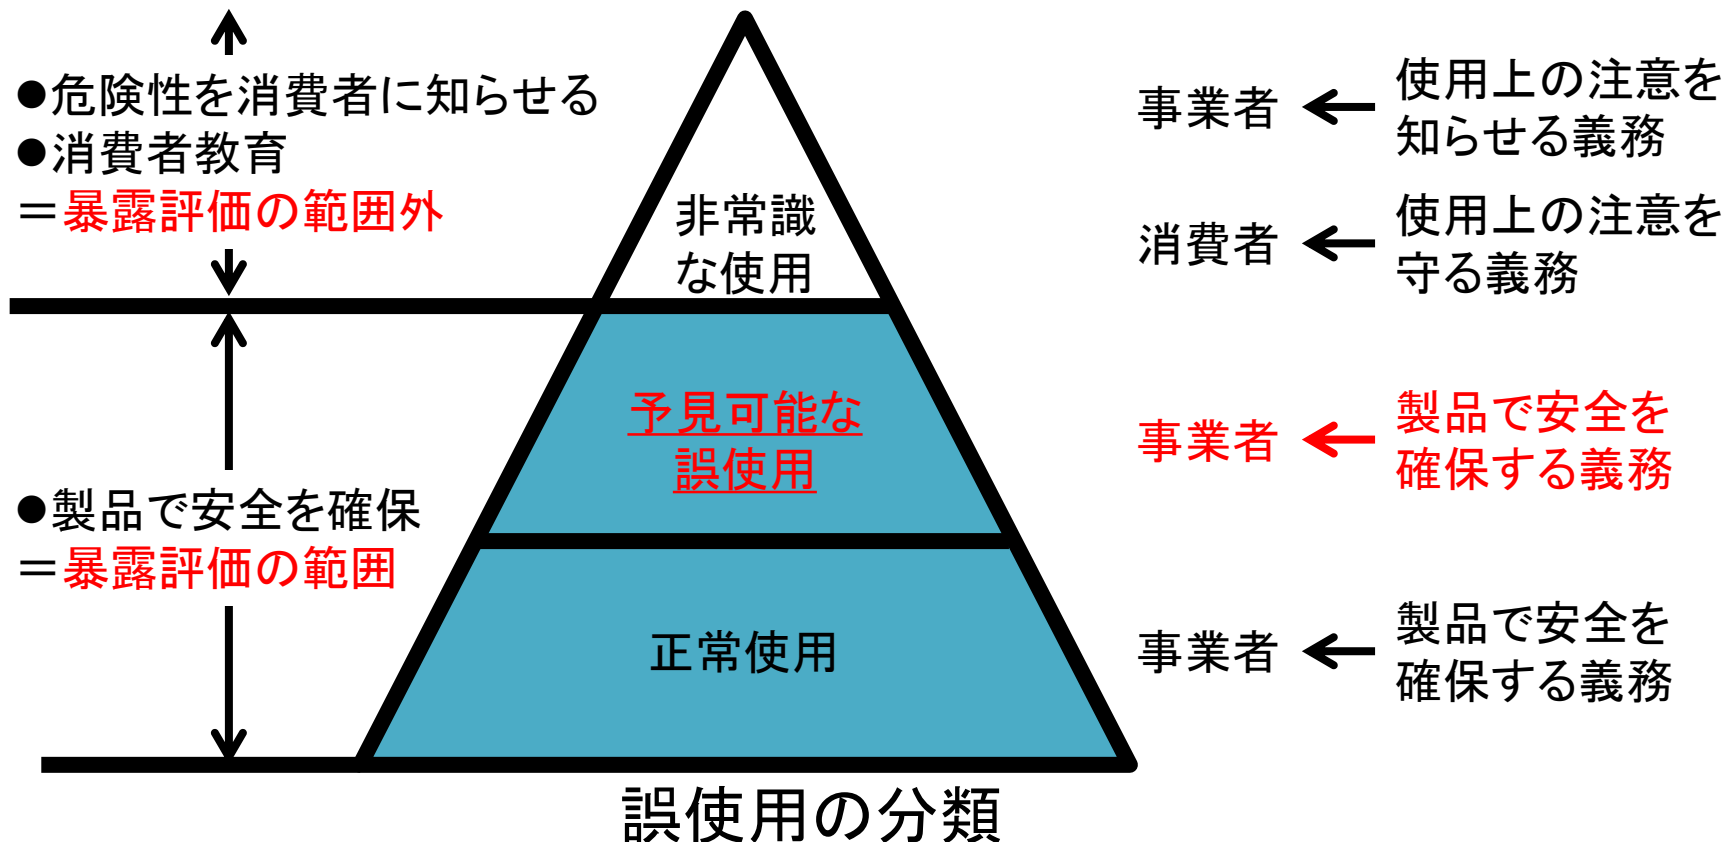 ●危険性を消費者に知らせる
●消費者教育
＝暴露評価の範囲外
●製品で安全を確保
＝暴露評価の範囲
非常識
な使用
予見可能な
誤使用
正常使用
事業者
使用上の注意を
知らせる義務
消費者
使用上の注意を
守る義務
事業者
製品で安全を
確保する義務
事業者
製品で安全を
確保する義務
誤使用の分類